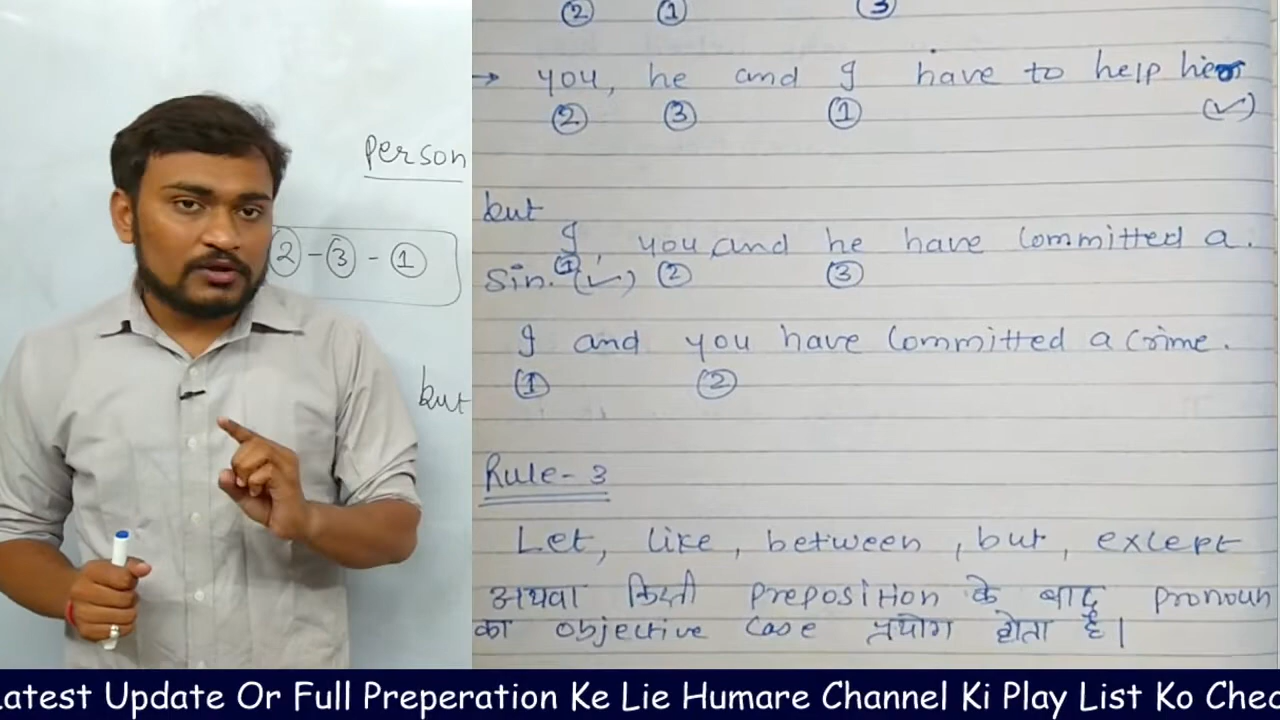 Person
2 - 3 - 1
but
2 1 3
→ you, he and I have to help her
2 3 1 (✓)
but
I, you and he have committed a.
1 2 3
Sin. (✓)
I and you have committed a crime.
1 2
Rule-3
Let, like, between, but, except
अथवा किसी preposition के बाद pronoun
का objective case प्रयोग होता है।
Latest Update Or Full Preperation Ke Lie Humare Channel Ki Play List Ko Chec